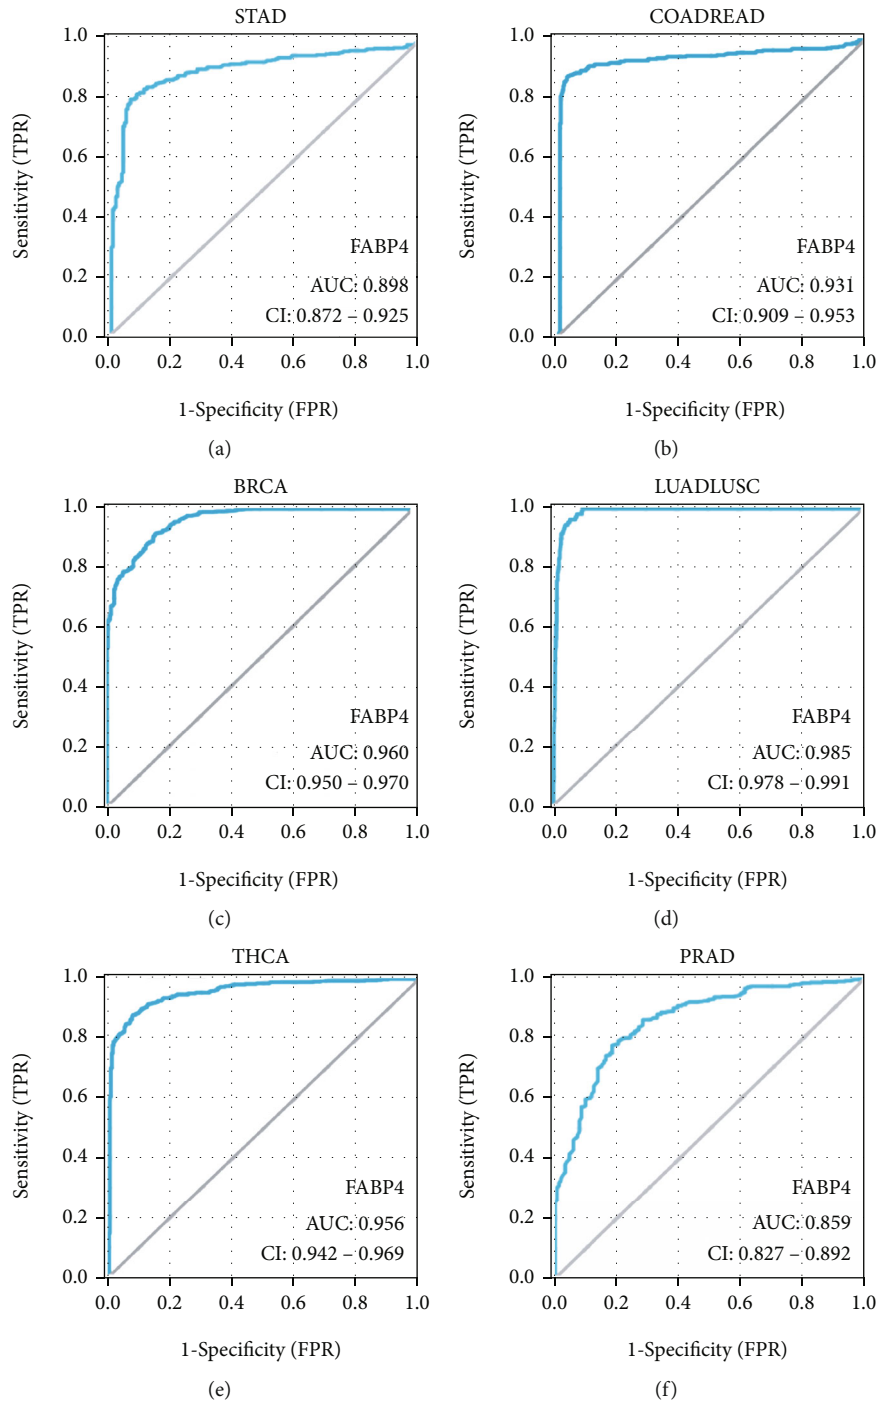 STAD
1.0
0.8
0.6
0.4
0.2
0.0
Sensitivity (TPR)
FABP4
AUC: 0.898
CI: 0.872 – 0.925
0.0 0.2 0.4 0.6 0.8 1.0
1-Specificity (FPR)
(a)
COADREAD
1.0
0.8
0.6
0.4
0.2
0.0
Sensitivity (TPR)
FABP4
AUC: 0.931
CI: 0.909 – 0.953
0.0 0.2 0.4 0.6 0.8 1.0
1-Specificity (FPR)
(b)
BRCA
1.0
0.8
0.6
0.4
0.2
0.0
Sensitivity (TPR)
FABP4
AUC: 0.960
CI: 0.950 – 0.970
0.0 0.2 0.4 0.6 0.8 1.0
1-Specificity (FPR)
(c)
LUADLUSC
1.0
0.8
0.6
0.4
0.2
0.0
Sensitivity (TPR)
FABP4
AUC: 0.985
CI: 0.978 – 0.991
0.0 0.2 0.4 0.6 0.8 1.0
1-Specificity (FPR)
(d)
THCA
1.0
0.8
0.6
0.4
0.2
0.0
Sensitivity (TPR)
FABP4
AUC: 0.956
CI: 0.942 – 0.969
0.0 0.2 0.4 0.6 0.8 1.0
1-Specificity (FPR)
(e)
PRAD
1.0
0.8
0.6
0.4
0.2
0.0
Sensitivity (TPR)
FABP4
AUC: 0.859
CI: 0.827 – 0.892
0.0 0.2 0.4 0.6 0.8 1.0
1-Specificity (FPR)
(f)